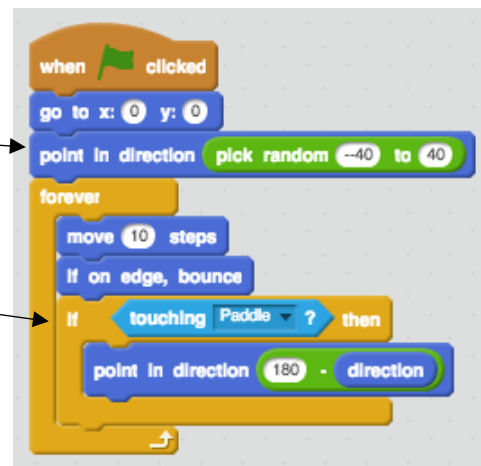 when clicked
go to x: 0 y: 0
point in direction pick random --40 to 40
forever
move 10 steps
if on edge, bounce
if touching Paddle ? then
point in direction 180 - direction